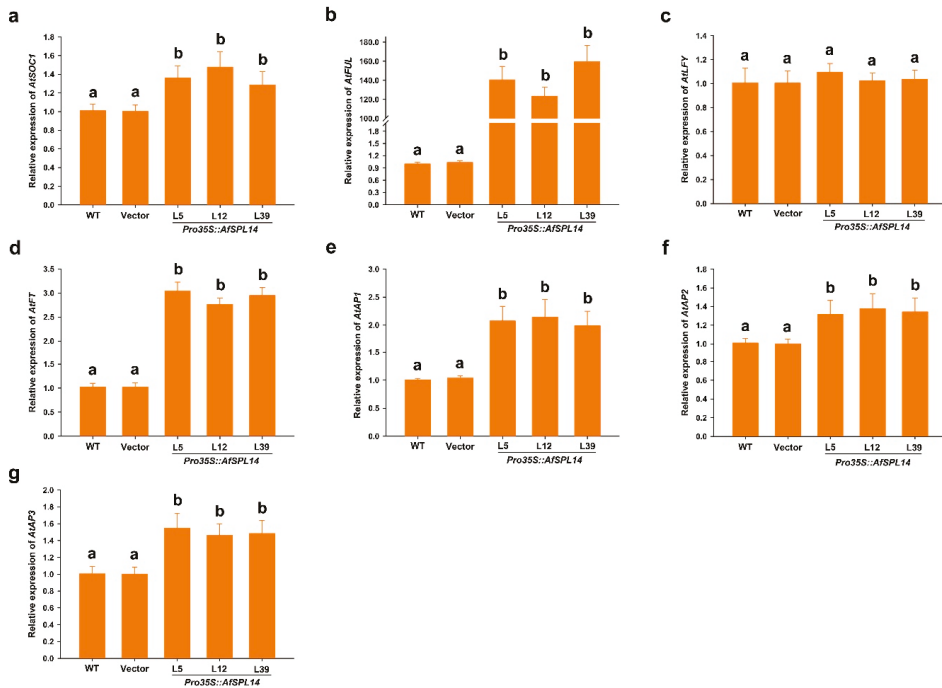 a
Relative expression of AtSOC1
1.8
1.6
1.4
1.2
1.0
0.8
0.6
0.4
0.2
0.0
a a b b b
WT Vector L5 L12 L39
Pro35S::AfSPL14
b
Relative expression of AtFUL
180.0
160.0
140.0
120.0
100.0
1.8
1.5
1.2
0.9
0.6
0.3
0.0
a a b b b
WT Vector L5 L12 L39
Pro35S::AfSPL14
c
Relative expression of AtLFY
1.4
1.2
1.0
0.8
0.6
0.4
0.2
0.0
a a a a a
WT Vector L5 L12 L39
Pro35S::AfSPL14
d
Relative expression of AtFT
3.5
3.0
2.5
2.0
1.5
1.0
0.5
0.0
a a b b b
WT Vector L5 L12 L39
Pro35S::AfSPL14
e
Relative expression of AtAP1
3.0
2.5
2.0
1.5
1.0
0.5
0.0
a a b b b
WT Vector L5 L12 L39
Pro35S::AfSPL14
f
Relative expression of AtAP2
1.8
1.6
1.4
1.2
1.0
0.8
0.6
0.4
0.2
0.0
a a b b b
WT Vector L5 L12 L39
Pro35S::AfSPL14
g
Relative expression of AtAP3
2.0
1.8
1.6
1.4
1.2
1.0
0.8
0.6
0.4
0.2
0.0
a a b b b
WT Vector L5 L12 L39
Pro35S::AfSPL14